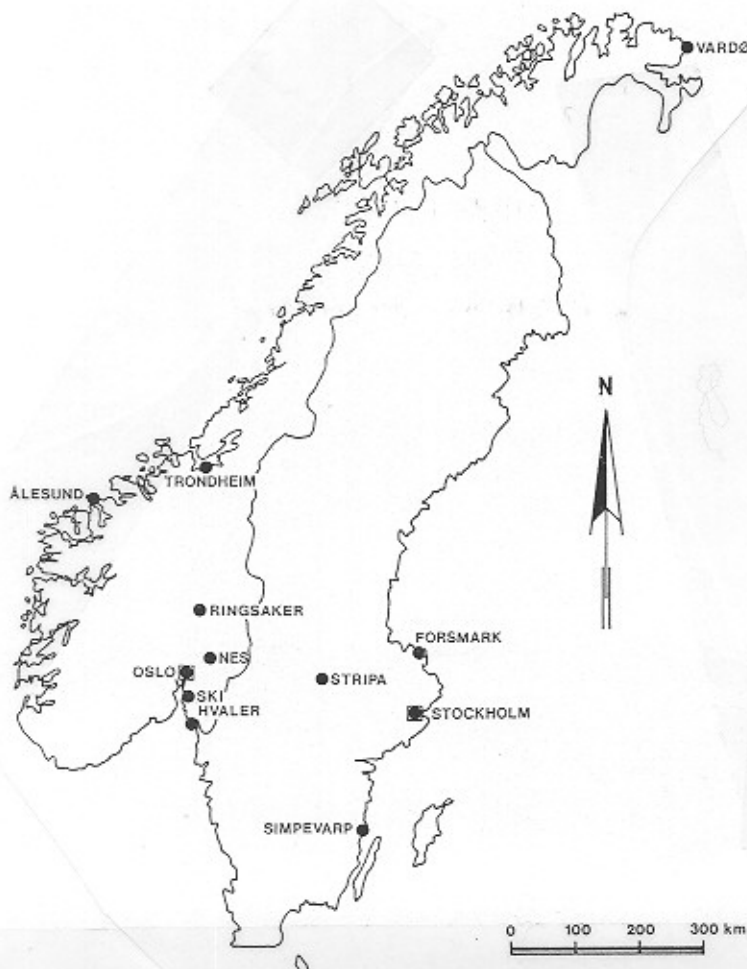 VARDØ
N
TRONDHEIM
ÅLESUND
RINGSAKER
FORSMARK
NES
OSLO
STRIPA
SKI
HVALER
STOCKHOLM
SIMPEVARP
0 100 200 300 km